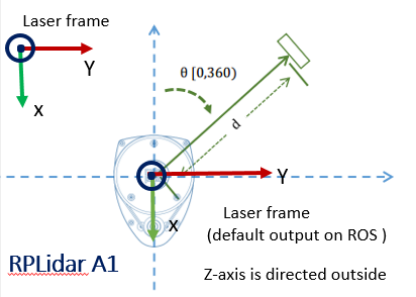 Laser frame
Y
X
θ [0,360)
d
Y
X
Laser frame
(default output on ROS )
RPLidar A1
Z-axis is directed outside